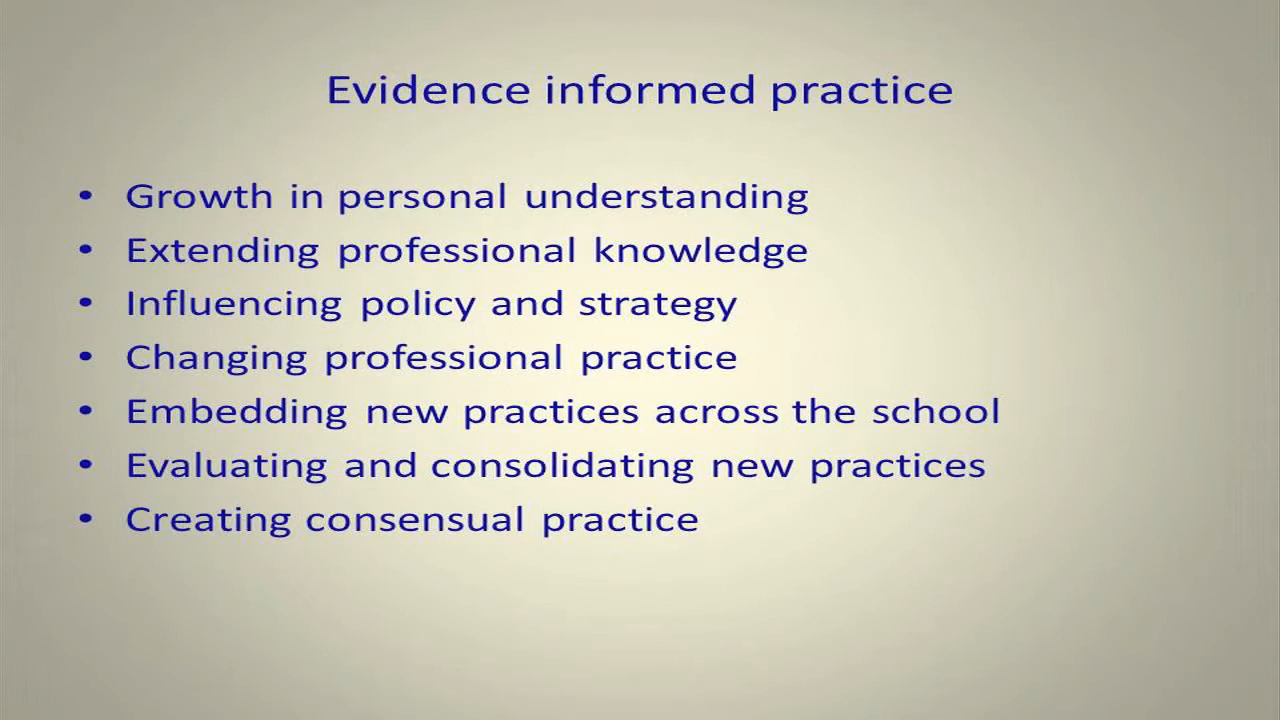 Evidence informed practice
• Growth in personal understanding
• Extending professional knowledge
• Influencing policy and strategy
• Changing professional practice
• Embedding new practices across the school
• Evaluating and consolidating new practices
• Creating consensual practice